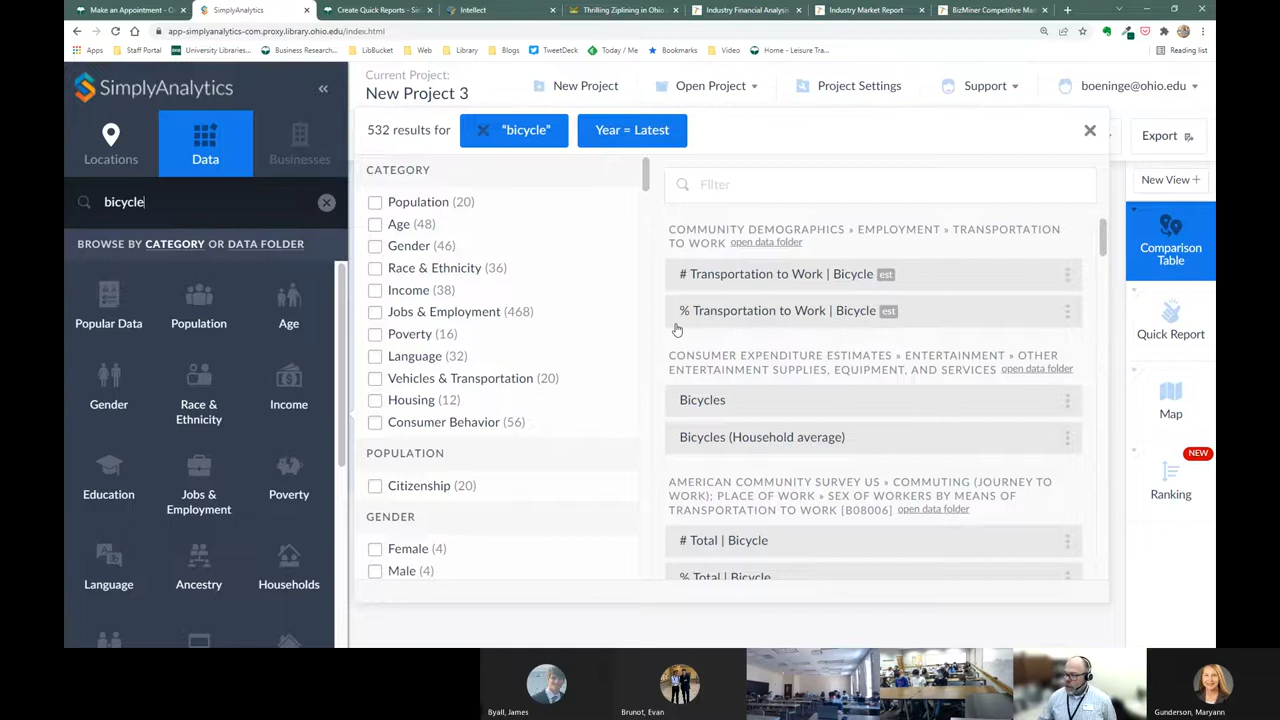 Make an Appointment - O
SimplyAnalytics
Create Quick Reports - Sim
Intellect
Thrilling Ziplining in Ohio
Industry Financial Analysis
Industry Market Report
BizMiner Competitive Mar
app-simplyanalytics-com.proxy.library.ohio.edu/index.html
Apps
Staff Portal
University Libraries...
Business Research...
LibBucket
Web
Library
Blogs
TweetDeck
Today / Me
Bookmarks
Video
Home - Leisure Tra...
Reading list
SimplyAnalytics
Current Project:
New Project 3
New Project
Open Project
Project Settings
Support
boeninge@ohio.edu
Locations
Data
Businesses
532 results for
"bicycle"
Year = Latest
Export
bicycle
BROWSE BY CATEGORY OR DATA FOLDER
Popular Data
Population
Age
Gender
Race &
Ethnicity
Income
Education
Jobs &
Employment
Poverty
Language
Ancestry
Households
CATEGORY
Population (20)
Age (48)
Gender (46)
Race & Ethnicity (36)
Income (38)
Jobs & Employment (468)
Poverty (16)
Language (32)
Vehicles & Transportation (20)
Housing (12)
Consumer Behavior (56)
POPULATION
Citizenship (20)
GENDER
Female (4)
Male (4)
Filter
COMMUNITY DEMOGRAPHICS » EMPLOYMENT » TRANSPORTATION
TO WORK open data folder
# Transportation to Work | Bicycle est
% Transportation to Work | Bicycle est
CONSUMER EXPENDITURE ESTIMATES » ENTERTAINMENT » OTHER
ENTERTAINMENT SUPPLIES, EQUIPMENT, AND SERVICES open data folder
Bicycles
Bicycles (Household average)
AMERICAN COMMUNITY SURVEY US » COMMUTING (JOURNEY TO
WORK); PLACE OF WORK » SEX OF WORKERS BY MEANS OF
TRANSPORTATION TO WORK [B08006] open data folder
# Total | Bicycle
% Total | Bicycle
New View +
Comparison
Table
Quick Report
Map
NEW
Ranking
Byall, James
Brunot, Evan
Gunderson, Maryann